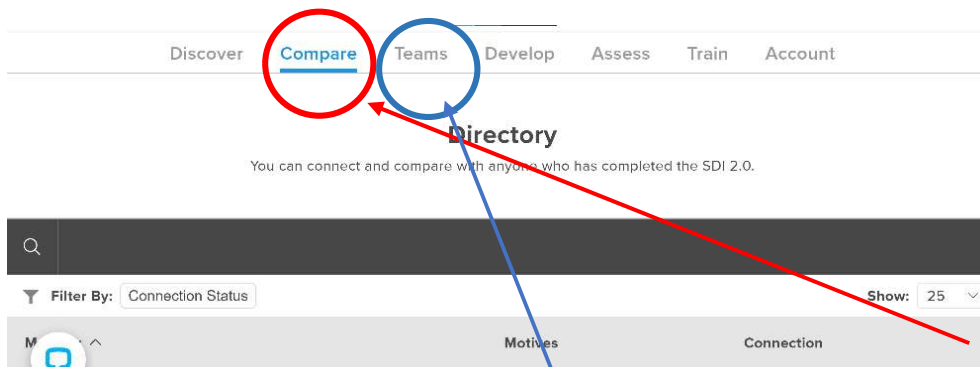 Discover Compare Teams Develop Assess Train Account
Directory
You can connect and compare with anyone who has completed the SDI 2.0.
Filter By: Connection Status Show: 25
Motives Connection